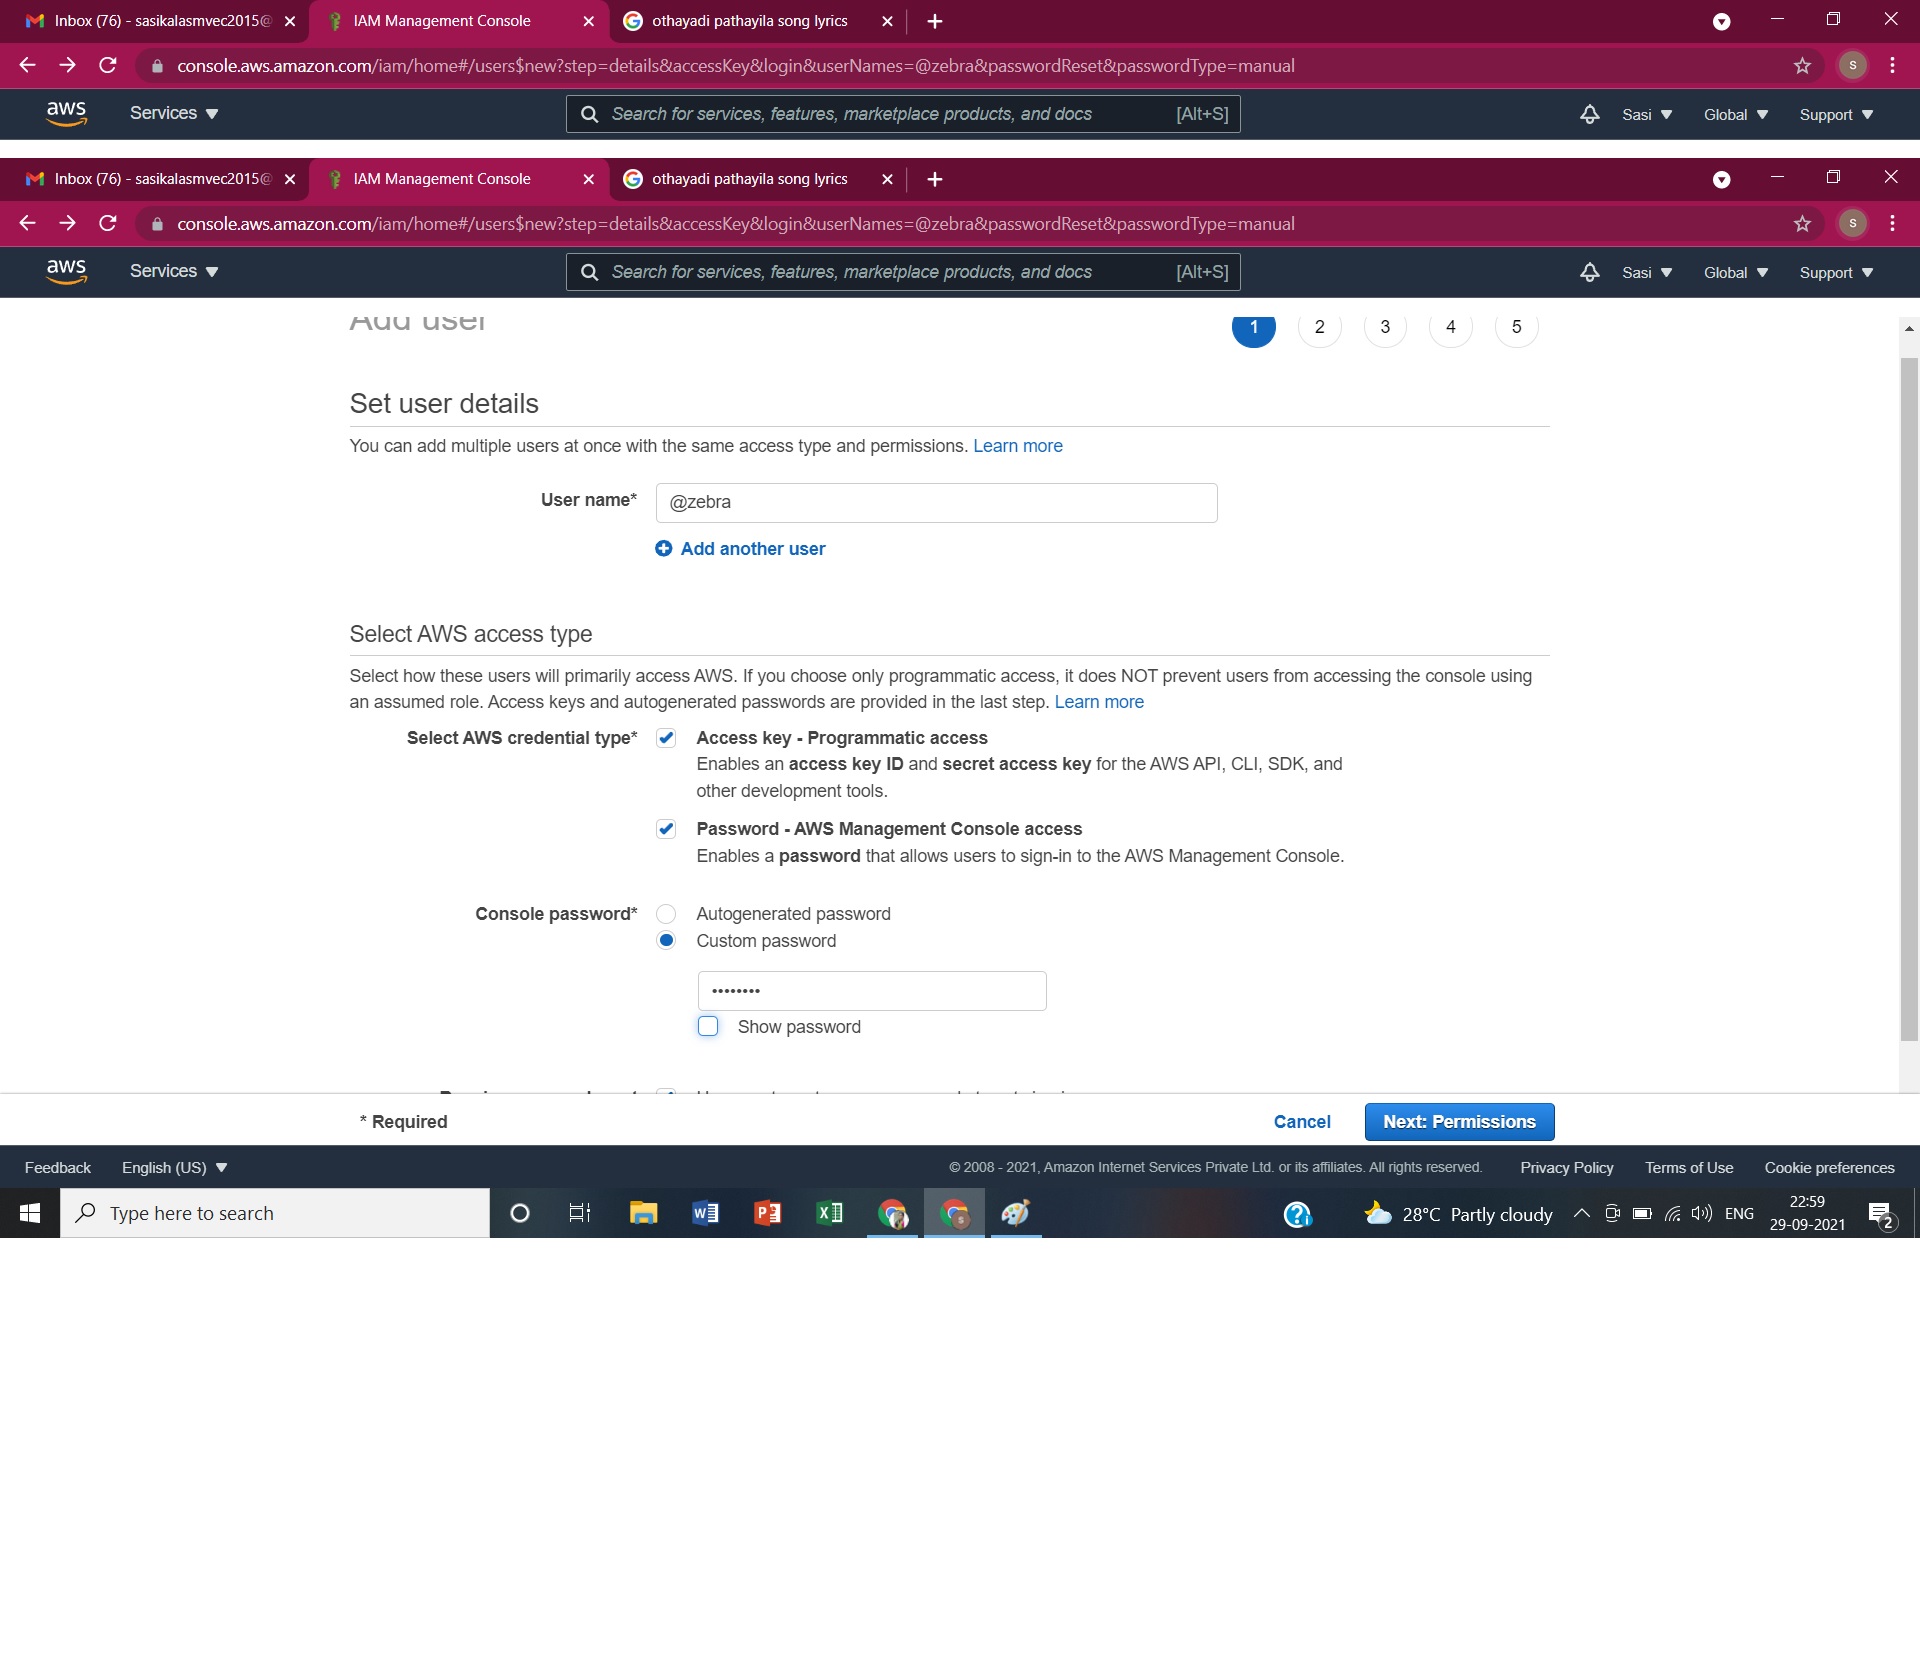 Inbox (76) - sasikalasmvec2015@
IAM Management Console
othayadi pathayila song lyrics
console.aws.amazon.com/iam/home#/users$new?step=details&accessKey&login&userNames=@zebra&passwordReset&passwordType=manual
S
aws
Services
Search for services, features, marketplace products, and docs
[Alt+S]
Sasi
Global
Support
Inbox (76) - sasikalasmvec2015@
IAM Management Console
othayadi pathayila song lyrics
console.aws.amazon.com/iam/home#/users$new?step=details&accessKey&login&userNames=@zebra&passwordReset&passwordType=manual
S
aws
Services
Search for services, features, marketplace products, and docs
[Alt+S]
Sasi
Global
Support
Add user
1 2 3 4 5
Set user details
You can add multiple users at once with the same access type and permissions. Learn more
User name* @zebra
Add another user
Select AWS access type
Select how these users will primarily access AWS. If you choose only programmatic access, it does NOT prevent users from accessing the console using
an assumed role. Access keys and autogenerated passwords are provided in the last step. Learn more
Select AWS credential type* Access key - Programmatic access
Enables an access key ID and secret access key for the AWS API, CLI, SDK, and
other development tools.
Password - AWS Management Console access
Enables a password that allows users to sign-in to the AWS Management Console.
Console password* Autogenerated password
Custom password
••••••••
Show password
* Required
Cancel
Next: Permissions
Feedback
English (US)
© 2008 - 2021, Amazon Internet Services Private Ltd. or its affiliates. All rights reserved.
Privacy Policy
Terms of Use
Cookie preferences
Type here to search
28°C Partly cloudy
ENG
22:59
29-09-2021
2